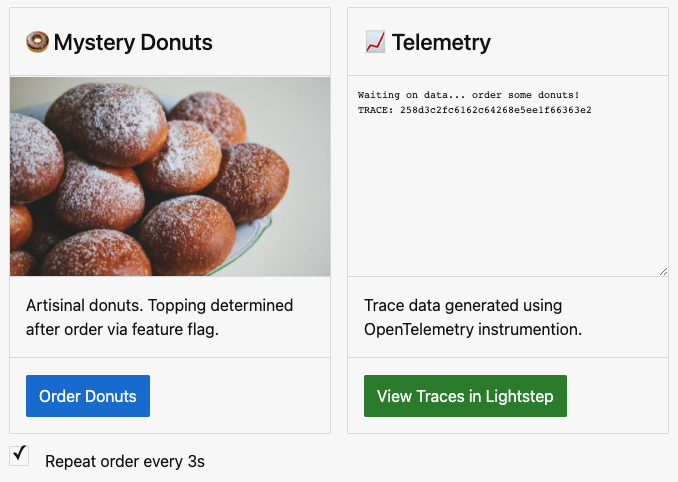 Mystery Donuts
Artisinal donuts. Topping determined
after order via feature flag.
Order Donuts
Repeat order every 3s
Telemetry
Waiting on data... order some donuts!
TRACE: 258d3c2fc6162c64268e5ee1f66363e2
Trace data generated using
OpenTelemetry instrumention.
View Traces in Lightstep